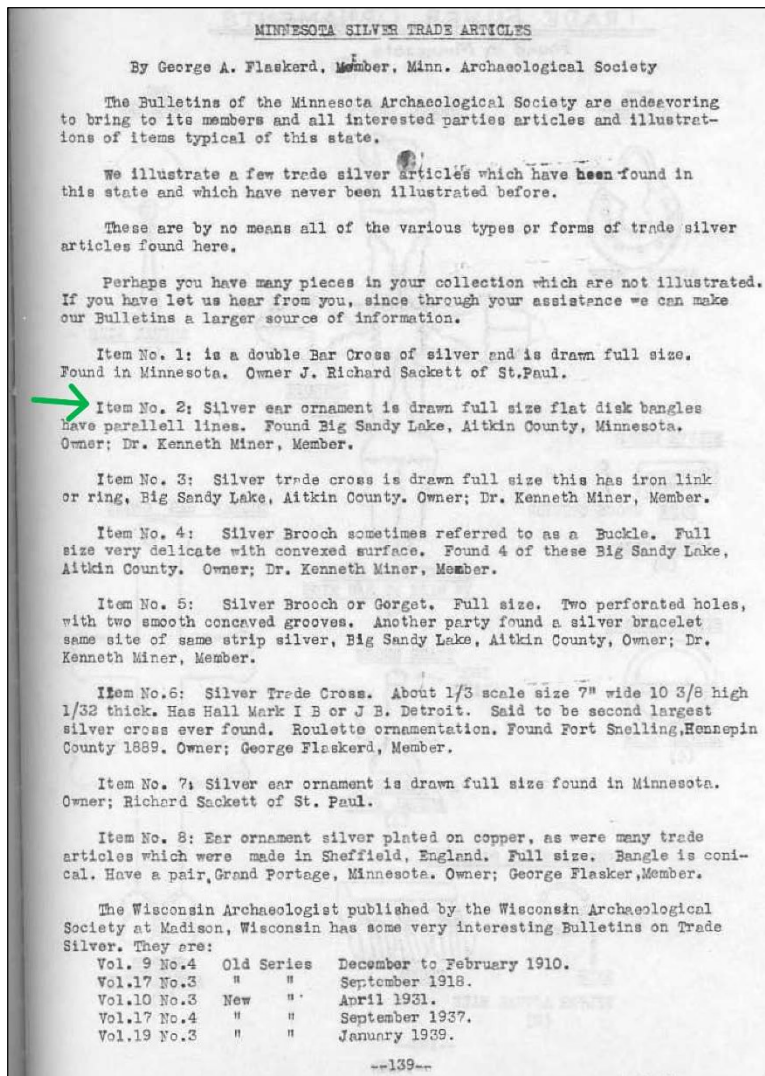 MINNESOTA SILVER TRADE ARTICLES
By George A. Flaskerd, Member, Minn. Archaeological Society
The Bulletins of the Minnesota Archaeological Society are endeavoring
to bring to its members and all interested parties articles and illustrat-
ions of items typical of this state.
We illustrate a few trade silver articles which have been found in
this state and which have never been illustrated before.
These are by no means all of the various types or forms of trade silver
articles found here.
Perhaps you have many pieces in your collection which are not illustrated.
If you have let us hear from you, since through your assistance we can make
our Bulletins a larger source of information.
Item No. 1: is a double Bar Cross of silver and is drawn full size.
Found in Minnesota. Owner J. Richard Sackett of St.Paul.
Item No. 2: Silver ear ornament is drawn full size flat disk bangles
have parallell lines. Found Big Sandy Lake, Aitkin County, Minnesota.
Owner; Dr. Kenneth Miner, Member.
Item No. 3: Silver trade cross is drawn full size this has iron link
or ring, Big Sandy Lake, Aitkin County. Owner; Dr. Kenneth Miner, Member.
Item No. 4: Silver Brooch sometimes referred to as a Buckle. Full
size very delicate with convexed surface. Found 4 of these Big Sandy Lake,
Aitkin County. Owner; Dr. Kenneth Miner, Member.
Item No. 5: Silver Brooch or Gorget. Full size. Two perforated holes,
with two smooth concaved grooves. Another party found a silver bracelet
same site of same strip silver, Big Sandy Lake, Aitkin County, Owner; Dr.
Kenneth Miner, Member.
Item No.6: Silver Trade Cross. About 1/3 scale size 7" wide 10 3/8 high
1/32 thick. Has Hall Mark I B or J B. Detroit. Said to be second largest
silver cross ever found. Roulette ornamentation. Found Fort Snelling,Hennepin
County 1889. Owner; George Flaskerd, Member.
Item No. 7: Silver ear ornament is drawn full size found in Minnesota.
Owner; Richard Sackett of St. Paul.
Item No. 8: Ear ornament silver plated on copper, as were many trade
articles which were made in Sheffield, England. Full size. Bangle is coni-
cal. Have a pair,Grand Portage, Minnesota. Owner; George Flasker,Member.
The Wisconsin Archaeologist published by the Wisconsin Archaeological
Society at Madison, Wisconsin has some very interesting Bulletins on Trade
Silver. They are:
Vol. 9 No.4 Old Series December to February 1910.
Vol.17 No.3 " " September 1918.
Vol.10 No.3 New " April 1931.
Vol.17 No.4 " " September 1937.
Vol.19 No.3 " " January 1939.
--139--